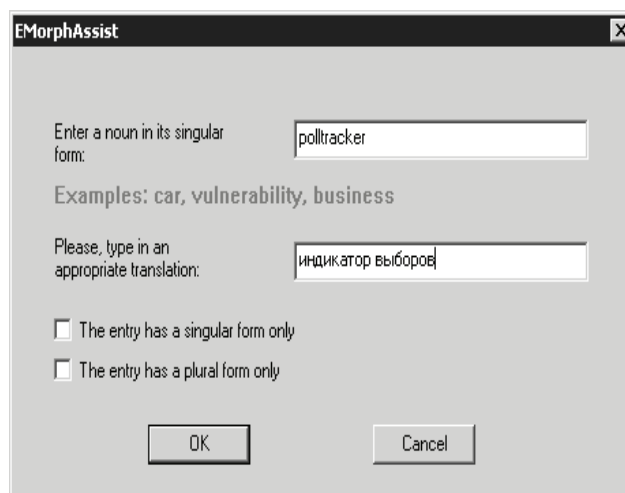 EMorphAssist
Enter a noun in its singular
form:
polltracker
Examples: car, vulnerability, business
Please, type in an
appropriate translation:
индикатор выборов
The entry has a singular form only
The entry has a plural form only
OK
Cancel